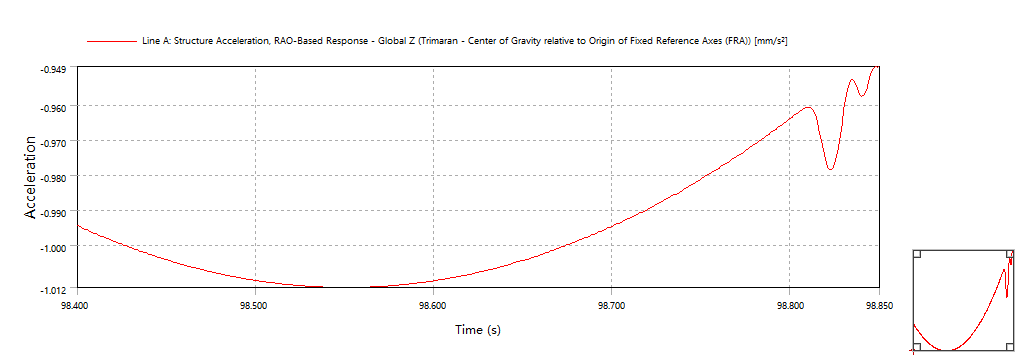 Line A: Structure Acceleration, RAO-Based Response - Global Z (Trimaran - Center of Gravity relative to Origin of Fixed Reference Axes (FRA)) [mm/s²]
-0.949
-0.960
-0.970
-0.980
-0.990
-1.000
-1.012
Acceleration
98.400 98.500 98.600 98.700 98.800 98.850
Time (s)